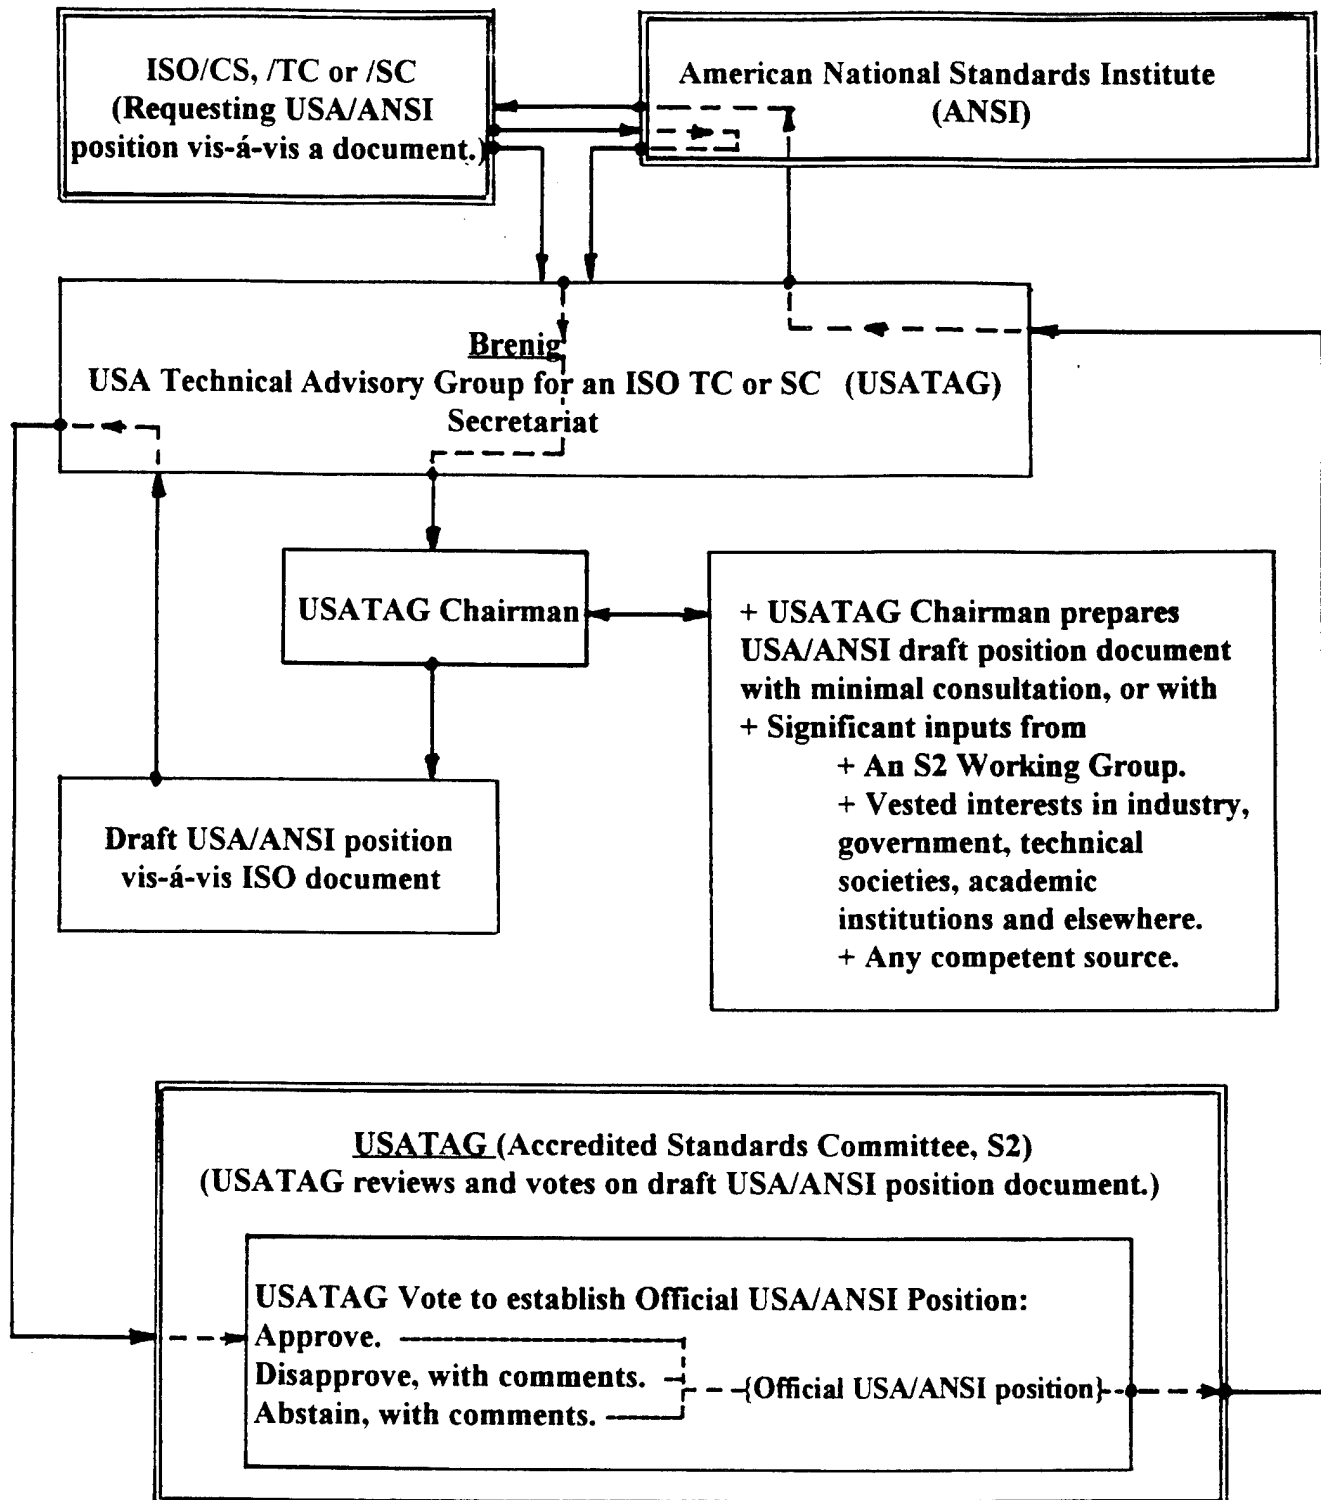 ISO/CS, /TC or /SC
(Requesting USA/ANSI
position vis-á-vis a document.)
American National Standards Institute
(ANSI)
Brenig
USA Technical Advisory Group for an ISO TC or SC (USATAG)
Secretariat
USATAG Chairman
+ USATAG Chairman prepares
USA/ANSI draft position document
with minimal consultation, or with
+ Significant inputs from
+ An S2 Working Group.
+ Vested interests in industry,
government, technical
societies, academic
institutions and elsewhere.
+ Any competent source.
Draft USA/ANSI position
vis-á-vis ISO document
USATAG (Accredited Standards Committee, S2)
(USATAG reviews and votes on draft USA/ANSI position document.)
USATAG Vote to establish Official USA/ANSI Position:
Approve.
Disapprove, with comments.
Abstain, with comments.
{Official USA/ANSI position}